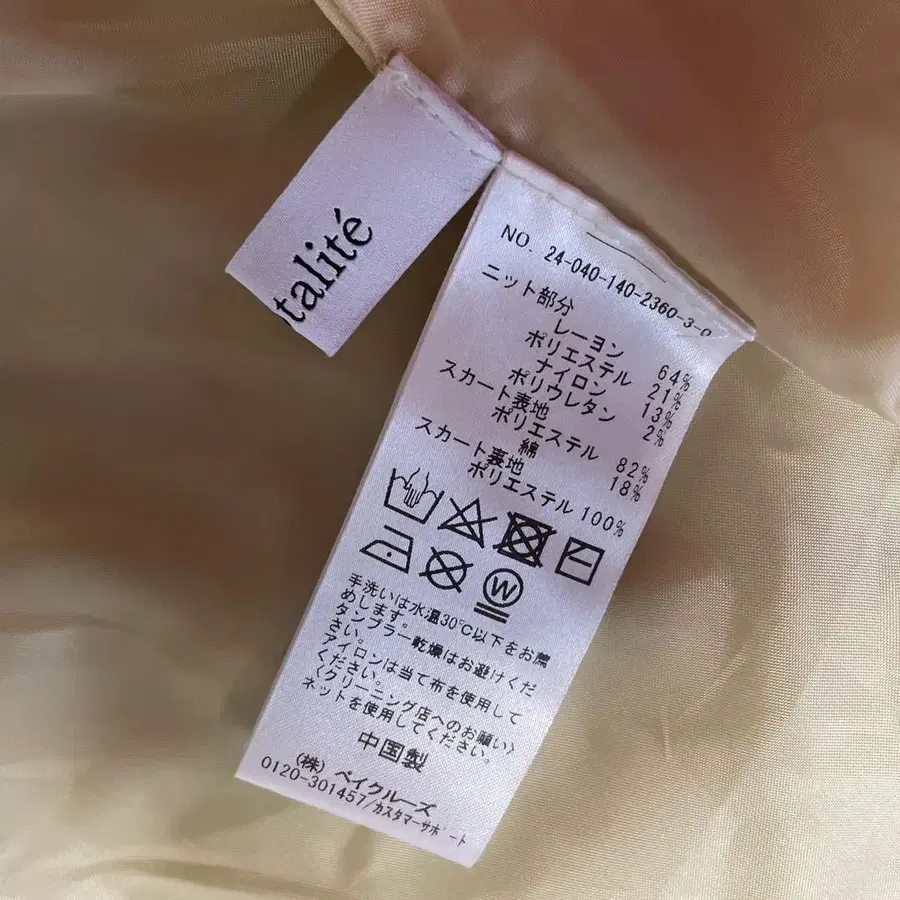 talité
NO. 24-040-140-2360-3-0
ニット部分
レーヨン 64%
ポリエステル 21%
ナイロン 13%
ポリウレタン 2%
スカート表地
ポリエステル 82%
綿 18%
スカート裏地
ポリエステル 100%
W
手洗いは水温30℃以下をお薦
めします。
タンブラー乾燥はお避けくだ
さい。
アイロンは当て布を使用して
ください。
〈クリーニング店へのお願い〉
ネットを使用してください。
中国製
(株) ベイクルーズ
0120-301457/カスタマーサポート